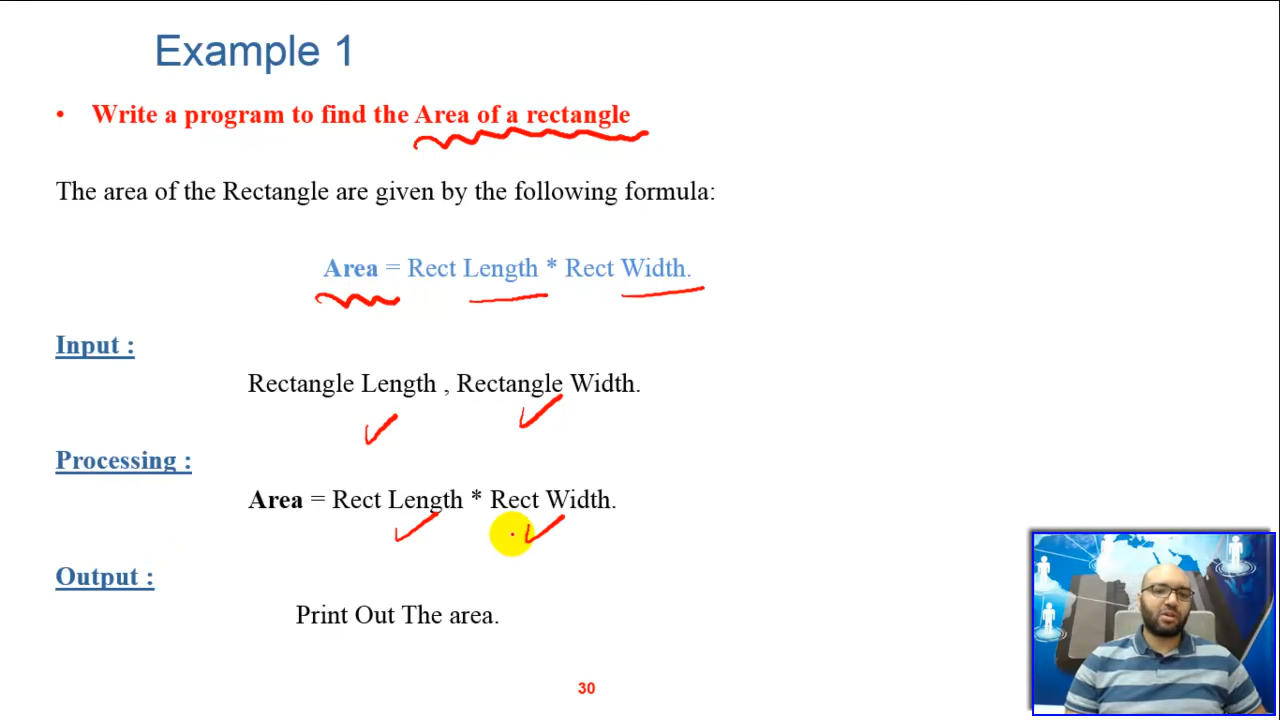 Example 1
• Write a program to find the Area of a rectangle
The area of the Rectangle are given by the following formula:
Area = Rect Length * Rect Width.
Input :
Rectangle Length , Rectangle Width.
Processing :
Area = Rect Length * Rect Width.
Output :
Print Out The area.
30